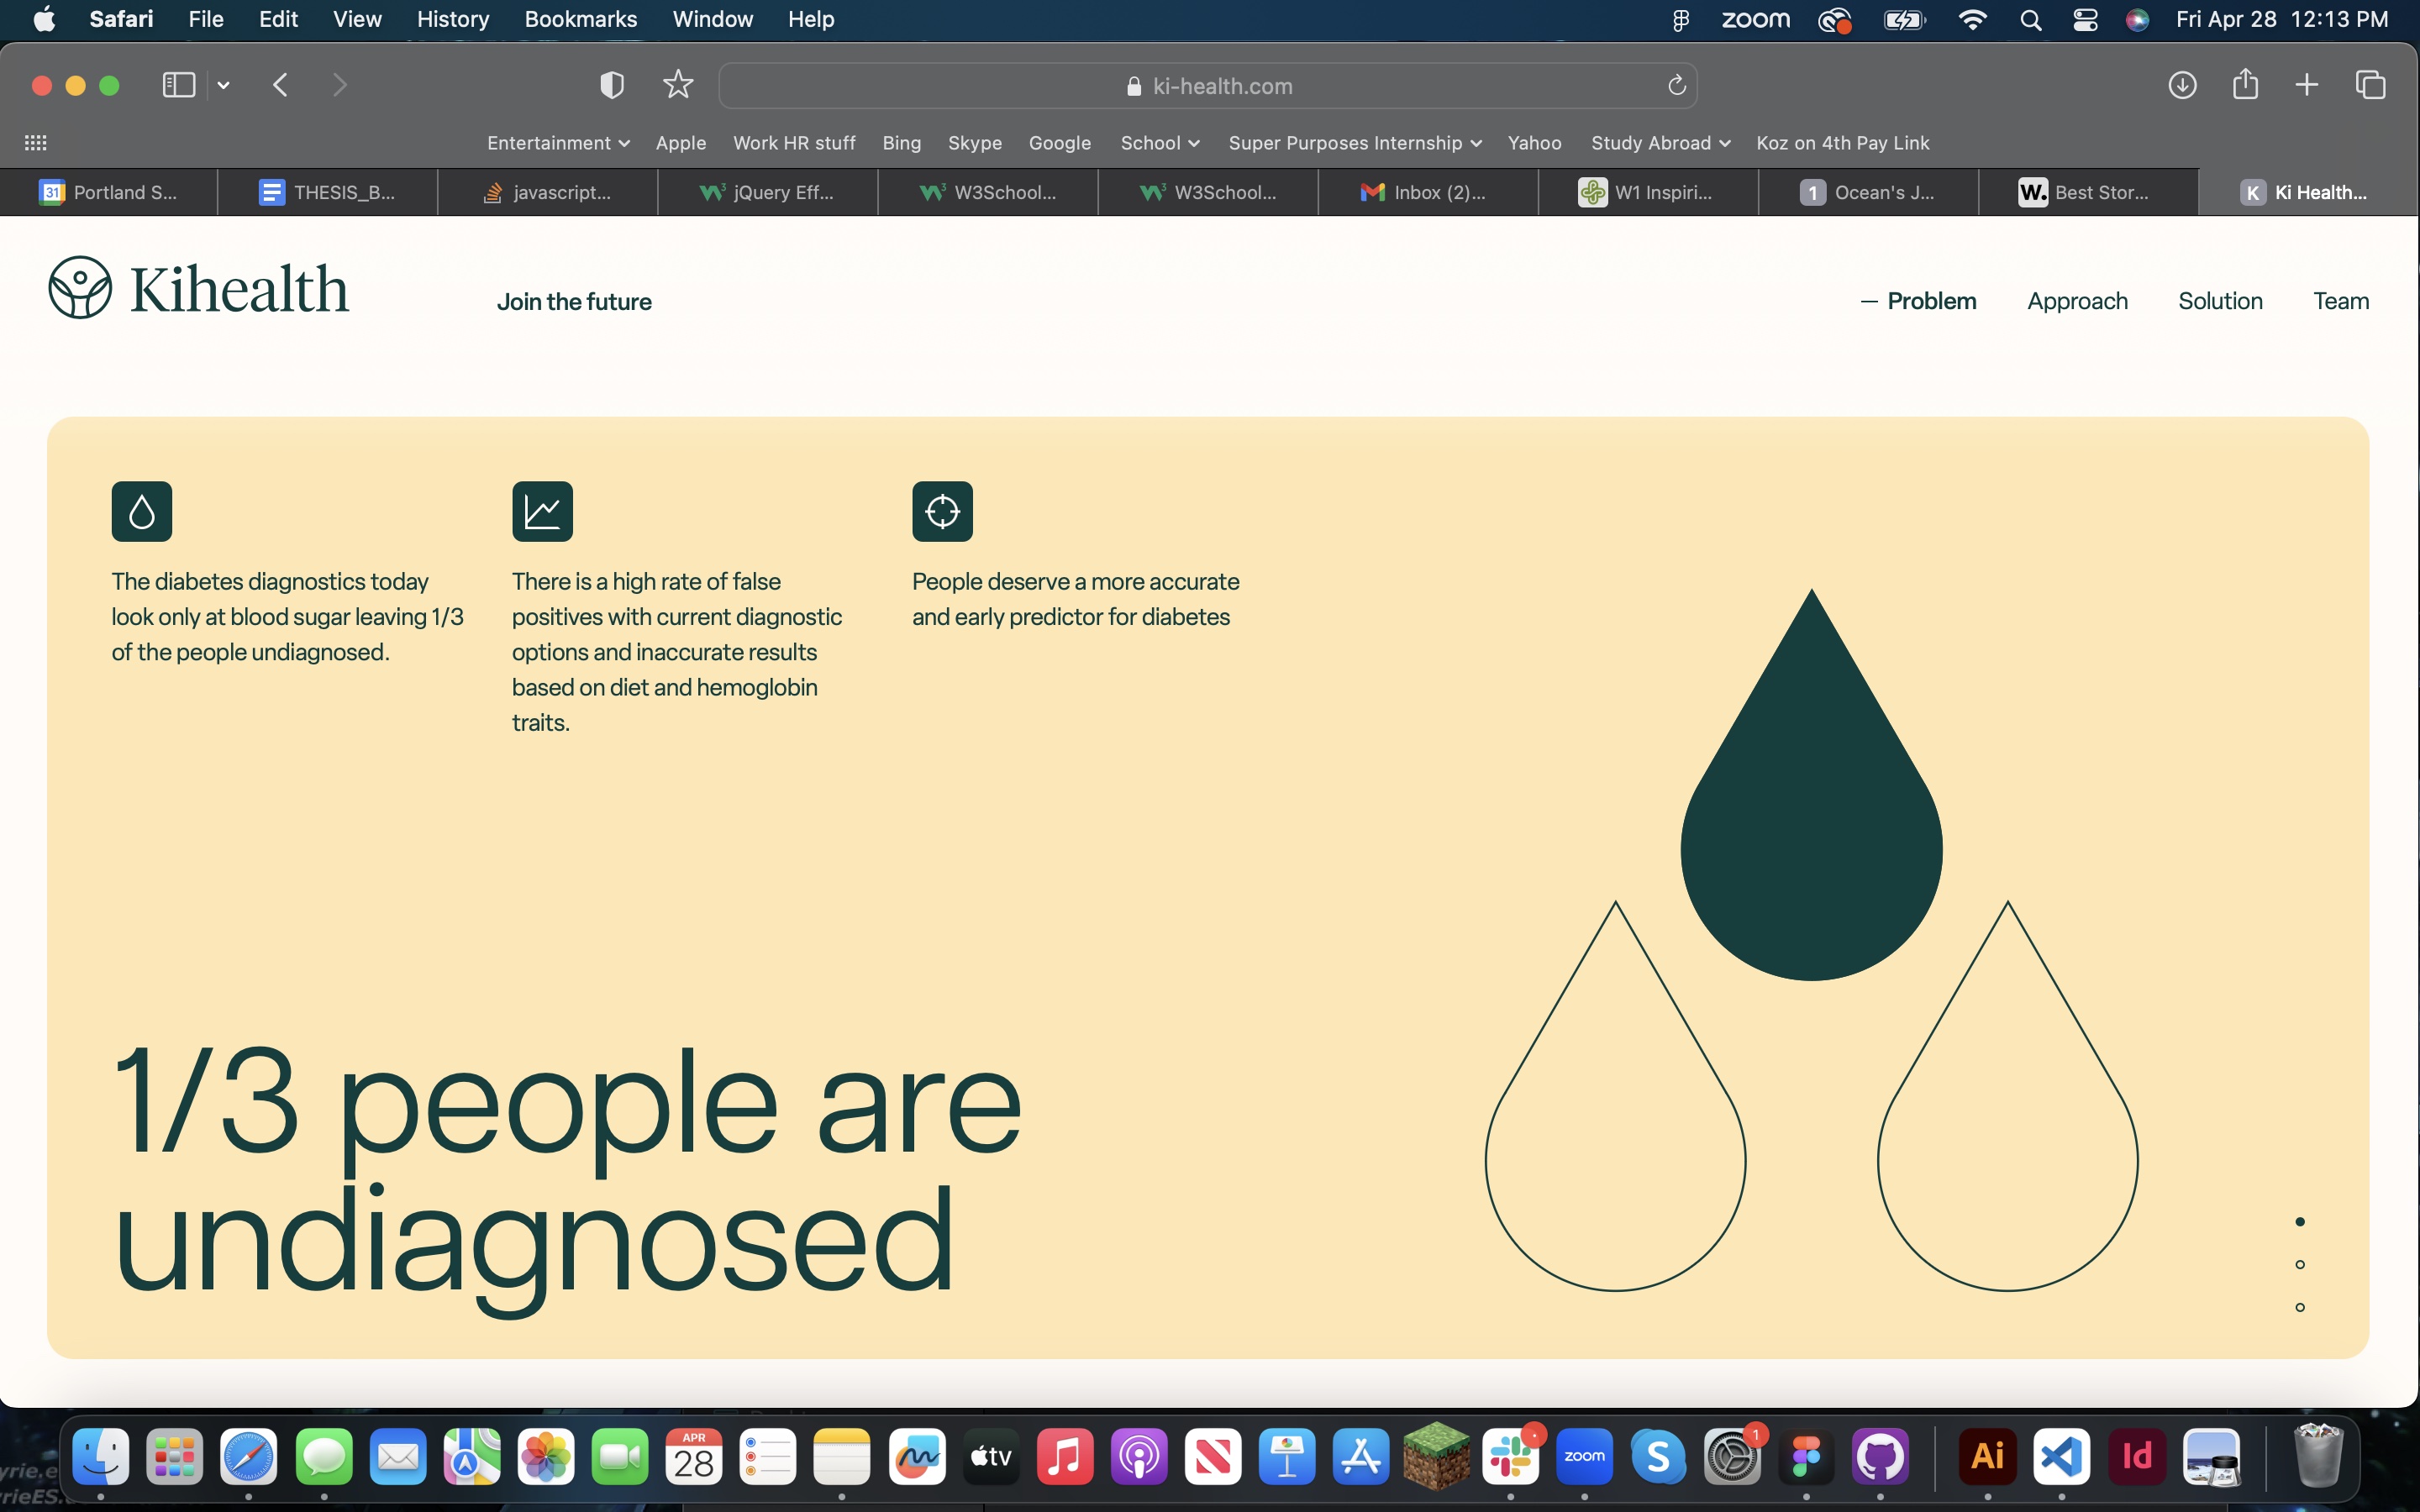 Safari File Edit View History Bookmarks Window Help zoom Fri Apr 28 12:13 PM
ki-health.com
Entertainment Apple Work HR stuff Bing Skype Google School Super Purposes Internship Yahoo Study Abroad Koz on 4th Pay Link
31 Portland S... THESIS_B... javascript... W3 jQuery Eff... W3 W3School... W3 W3School... Inbox (2)... W1 Inspiri... 1 Ocean's J... W. Best Stor... K Ki Health...
Kihealth Join the future — Problem Approach Solution Team
The diabetes diagnostics today
look only at blood sugar leaving 1/3
of the people undiagnosed.
There is a high rate of false
positives with current diagnostic
options and inaccurate results
based on diet and hemoglobin
traits.
People deserve a more accurate
and early predictor for diabetes
1/3 people are
undiagnosed
APR
28
tv
zoom
S
1
Ai
Id